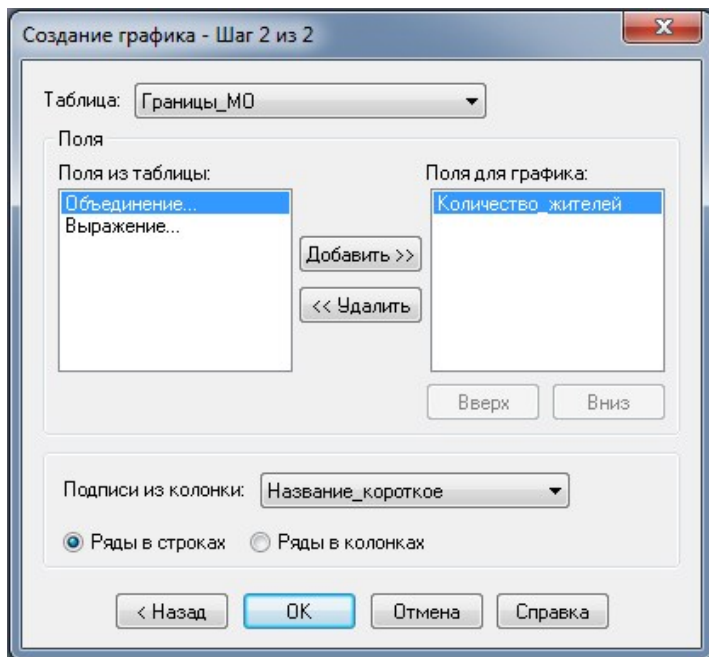 Создание графика - Шаг 2 из 2
Таблица: Границы_МО
Поля
Поля из таблицы: Поля для графика:
Объединение... Количество_жителей
Выражение...
Добавить >>
<< Удалить
Вверх Вниз
Подписи из колонки: Название_короткое
Ряды в строках Ряды в колонках
< Назад ОК Отмена Справка